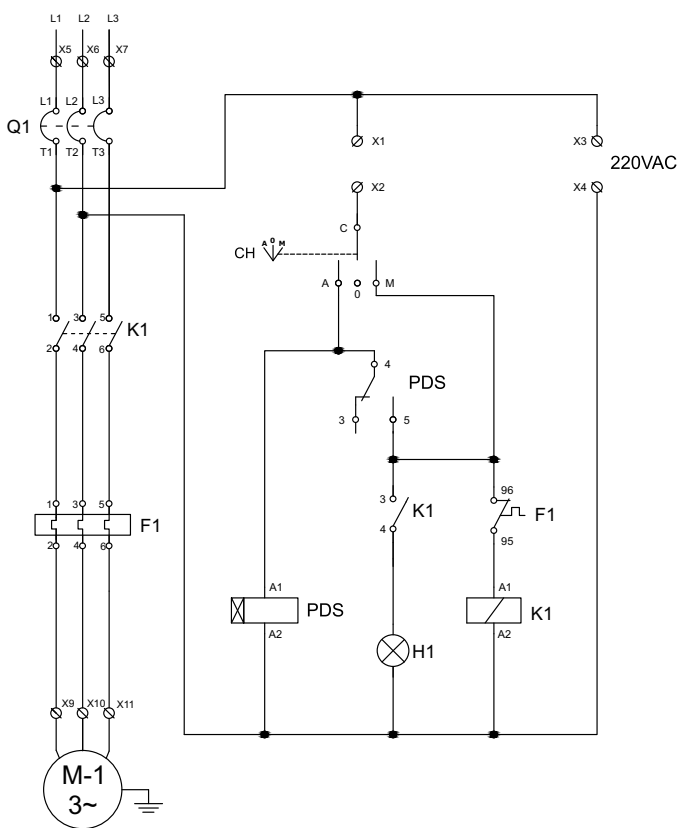 L1 L2 L3
X5 X6 X7
L1 L2 L3
Q1
T1 T2 T3
X1 X3
220VAC
X2 X4
C
CH A 0 M
A 0 M
1 3 5
K1
2 4 6
4
PDS
3 5
1 3 5
F1
2 4 6
3 96
K1 F1
4 95
A1 A1
PDS K1
A2 A2
H1
X9 X10 X11
M-1
3~